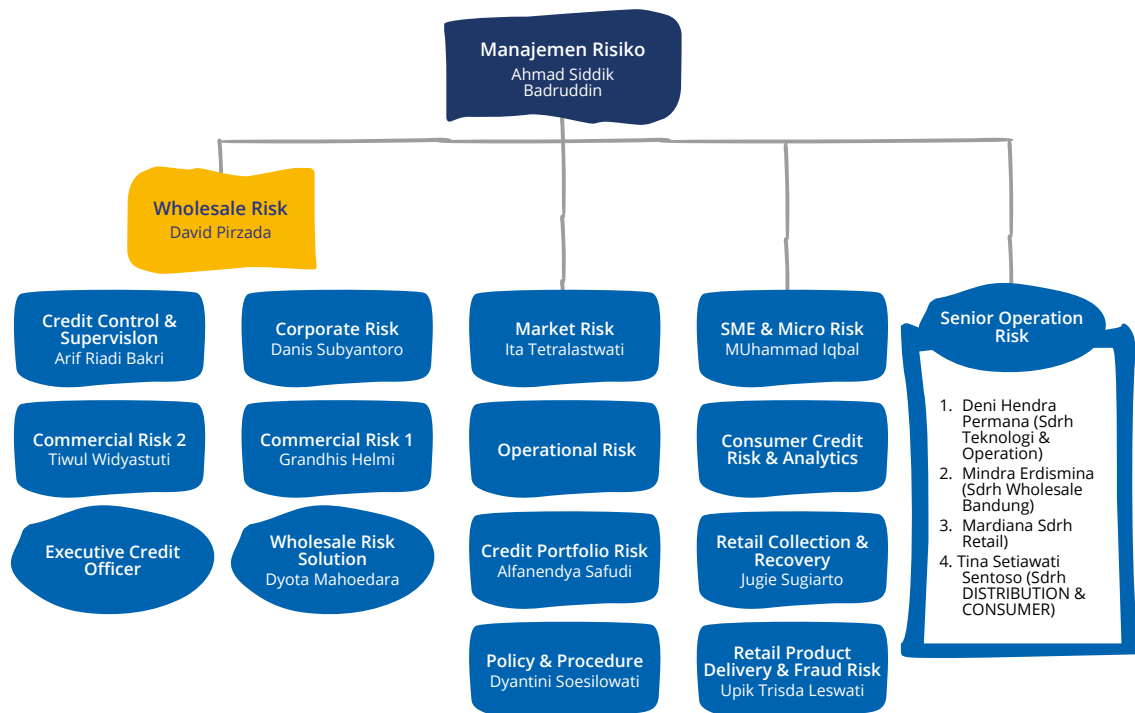 Manajemen Risiko
Ahmad Siddik
Badruddin
Wholesale Risk
David Pirzada
Credit Control &
Supervision
Arif Riadi Bakri
Corporate Risk
Danis Subyantoro
Market Risk
Ita Tetralastwati
SME & Micro Risk
MUhammad Iqbal
Senior Operation
Risk
Commercial Risk 2
Tiwul Widyastuti
Commercial Risk 1
Grandhis Helmi
Operational Risk
Consumer Credit
Risk & Analytics
Executive Credit
Officer
Wholesale Risk
Solution
Dyota Mahoedara
Credit Portfolio Risk
Alfanendya Safudi
Retail Collection &
Recovery
Jugie Sugiarto
Policy & Procedure
Dyantini Soesilowati
Retail Product
Delivery & Fraud Risk
Upik Trisda Leswati
1. Deni Hendra
Permana (Sdrh
Teknologi &
Operation)
2. Mindra Erdismina
(Sdrh Wholesale
Bandung)
3. Mardiana Sdrh
Retail)
4. Tina Setiawati
Sentoso (Sdrh
DISTRIBUTION &
CONSUMER)